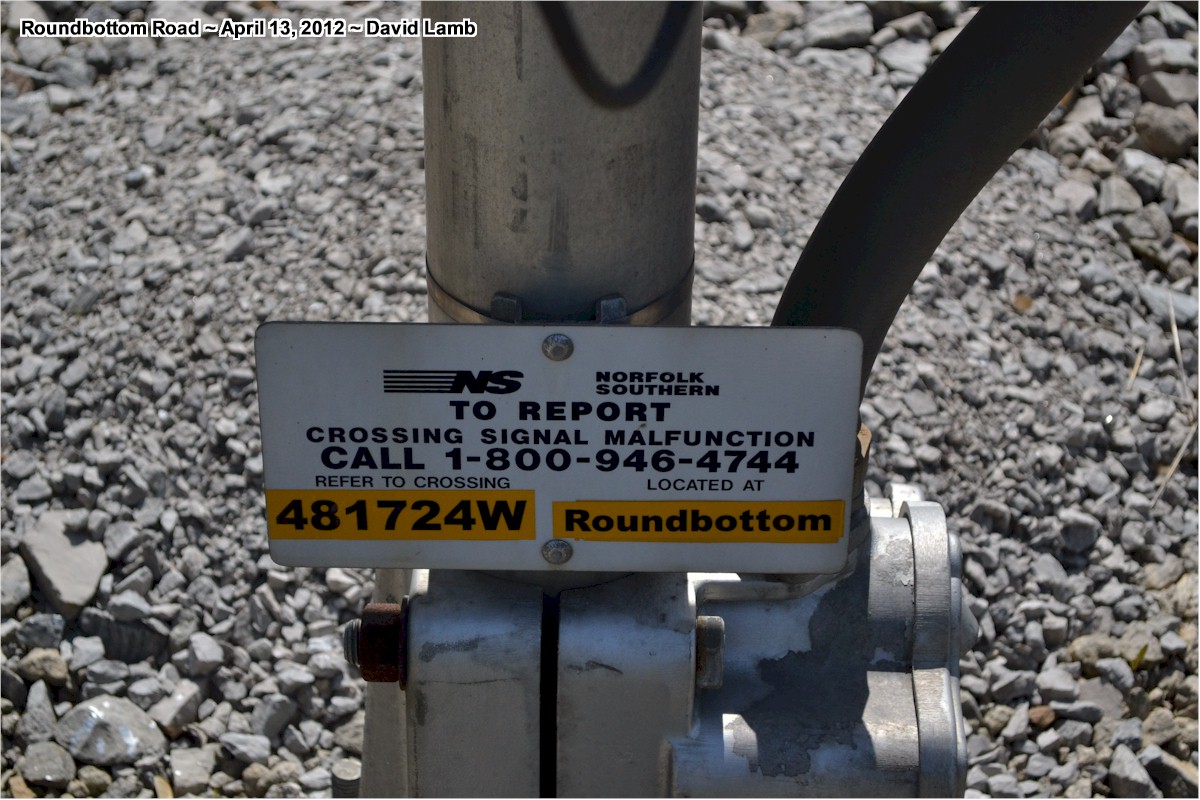 Roundbottom Road ~ April 13, 2012 ~ David Lamb
NS NORFOLK
SOUTHERN
TO REPORT
CROSSING SIGNAL MALFUNCTION
CALL 1-800-946-4744
REFER TO CROSSING LOCATED AT
481724W Roundbottom